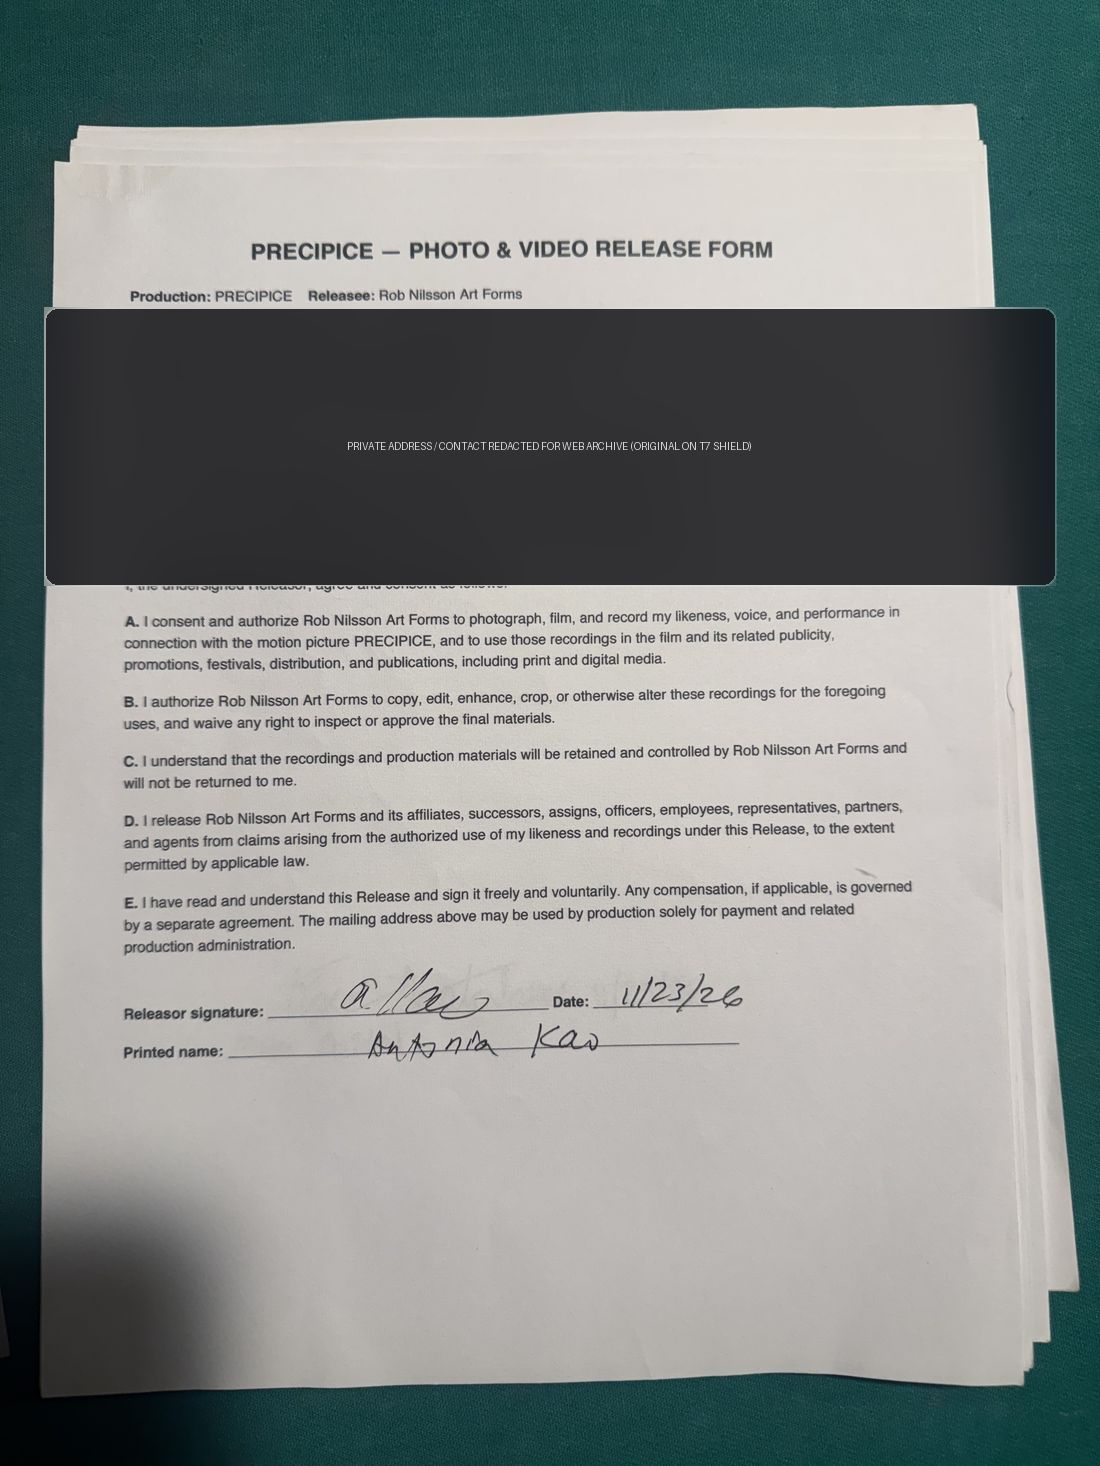 PRECIPICE — PHOTO & VIDEO RELEASE FORM
Production: PRECIPICE Releasee: Rob Nilsson Art Forms
PRIVATE ADDRESS / CONTACT REDACTED FOR WEB ARCHIVE (ORIGINAL ON T7 SHIELD)
I, the undersigned Releasor, agree and consent as follows:
A. I consent and authorize Rob Nilsson Art Forms to photograph, film, and record my likeness, voice, and performance in
connection with the motion picture PRECIPICE, and to use those recordings in the film and its related publicity,
promotions, festivals, distribution, and publications, including print and digital media.
B. I authorize Rob Nilsson Art Forms to copy, edit, enhance, crop, or otherwise alter these recordings for the foregoing
uses, and waive any right to inspect or approve the final materials.
C. I understand that the recordings and production materials will be retained and controlled by Rob Nilsson Art Forms and
will not be returned to me.
D. I release Rob Nilsson Art Forms and its affiliates, successors, assigns, officers, employees, representatives, partners,
and agents from claims arising from the authorized use of my likeness and recordings under this Release, to the extent
permitted by applicable law.
E. I have read and understand this Release and sign it freely and voluntarily. Any compensation, if applicable, is governed
by a separate agreement. The mailing address above may be used by production solely for payment and related
production administration.
Releasor signature: Date: 11/23/26
Printed name: Antonia Kao